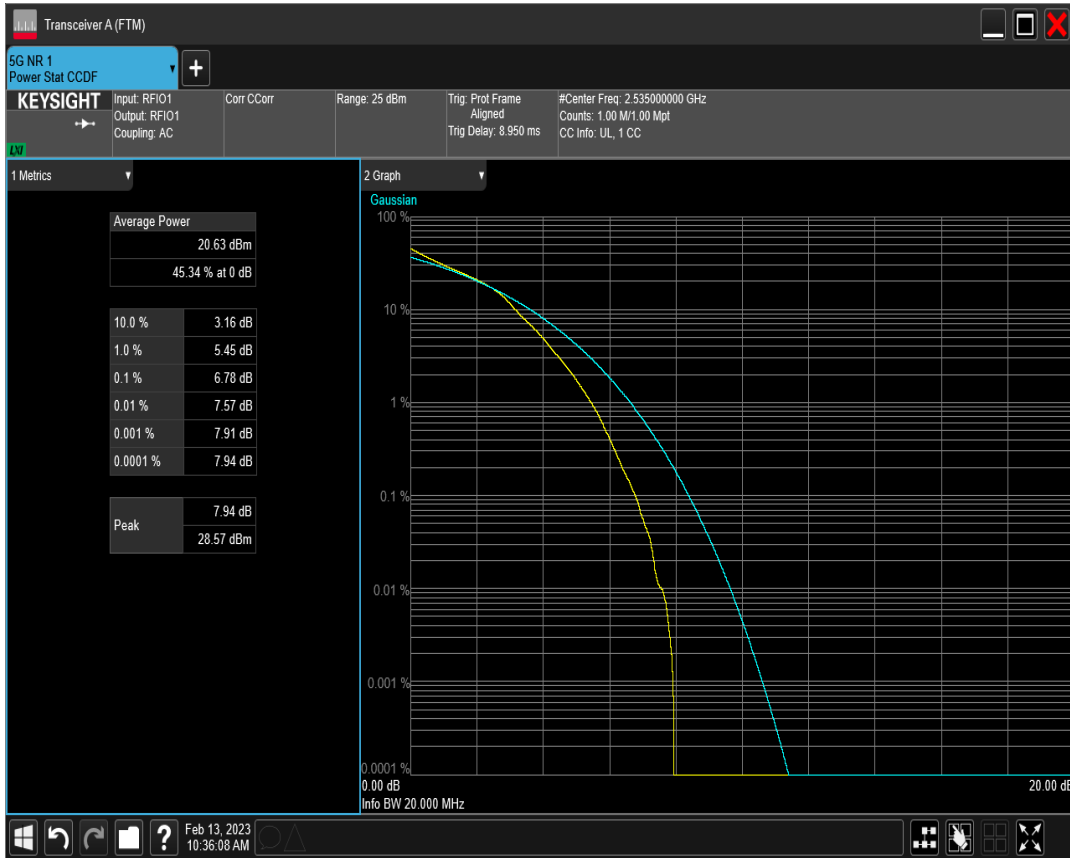 Transceiver A (FTM)
5G NR 1
Power Stat CCDF
+
KEYSIGHT
LXI
Input: RFIO1
Output: RFIO1
Coupling: AC
Corr CCorr
Range: 25 dBm
Trig: Prot Frame
Aligned
Trig Delay: 8.950 ms
#Center Freq: 2.535000000 GHz
Counts: 1.00 M/1.00 Mpt
CC Info: UL, 1 CC
1 Metrics
Average Power
20.63 dBm
45.34 % at 0 dB
10.0 % 3.16 dB
1.0 % 5.45 dB
0.1 % 6.78 dB
0.01 % 7.57 dB
0.001 % 7.91 dB
0.0001 % 7.94 dB
Peak
7.94 dB
28.57 dBm
2 Graph
Gaussian
100 %
10 %
1 %
0.1 %
0.01 %
0.001 %
0.0001 %
0.00 dB 20.00 dB
Info BW 20.000 MHz
?
Feb 13, 2023
10:36:08 AM